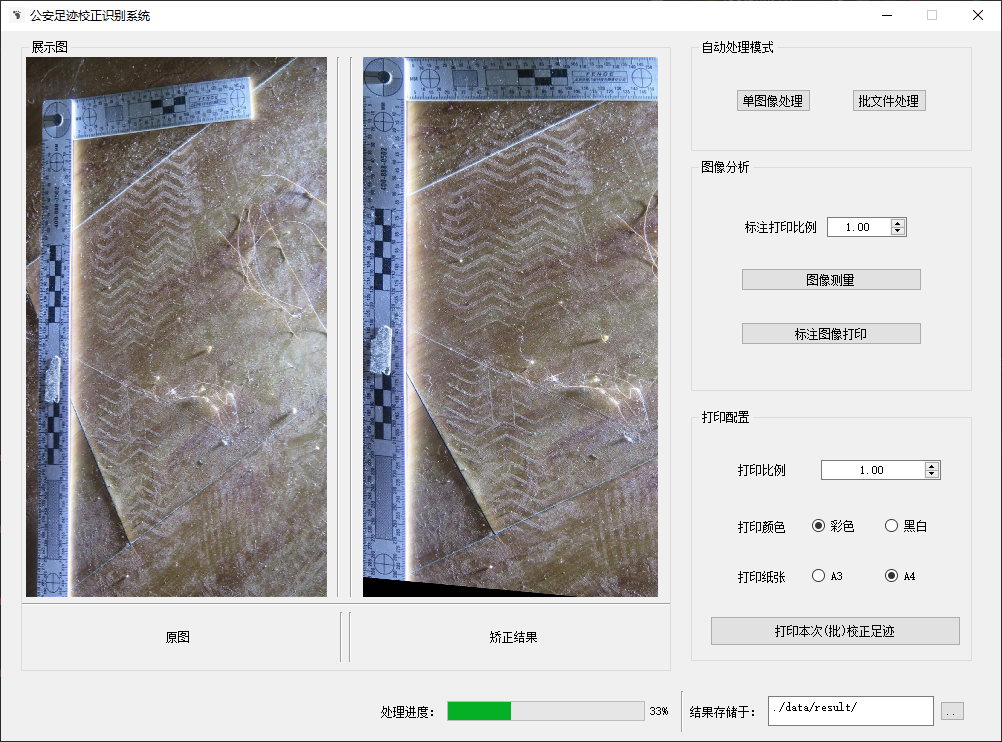 公安足迹校正识别系统
展示图
自动处理模式
单图像处理
批文件处理
图像分析
标注打印比例
1.00
图像测量
标注图像打印
打印配置
打印比例
1.00
打印颜色
彩色
黑白
打印纸张
A3
A4
打印本次(批)校正足迹
原图
矫正结果
处理进度:
33%
结果存储于:
./data/result/
..